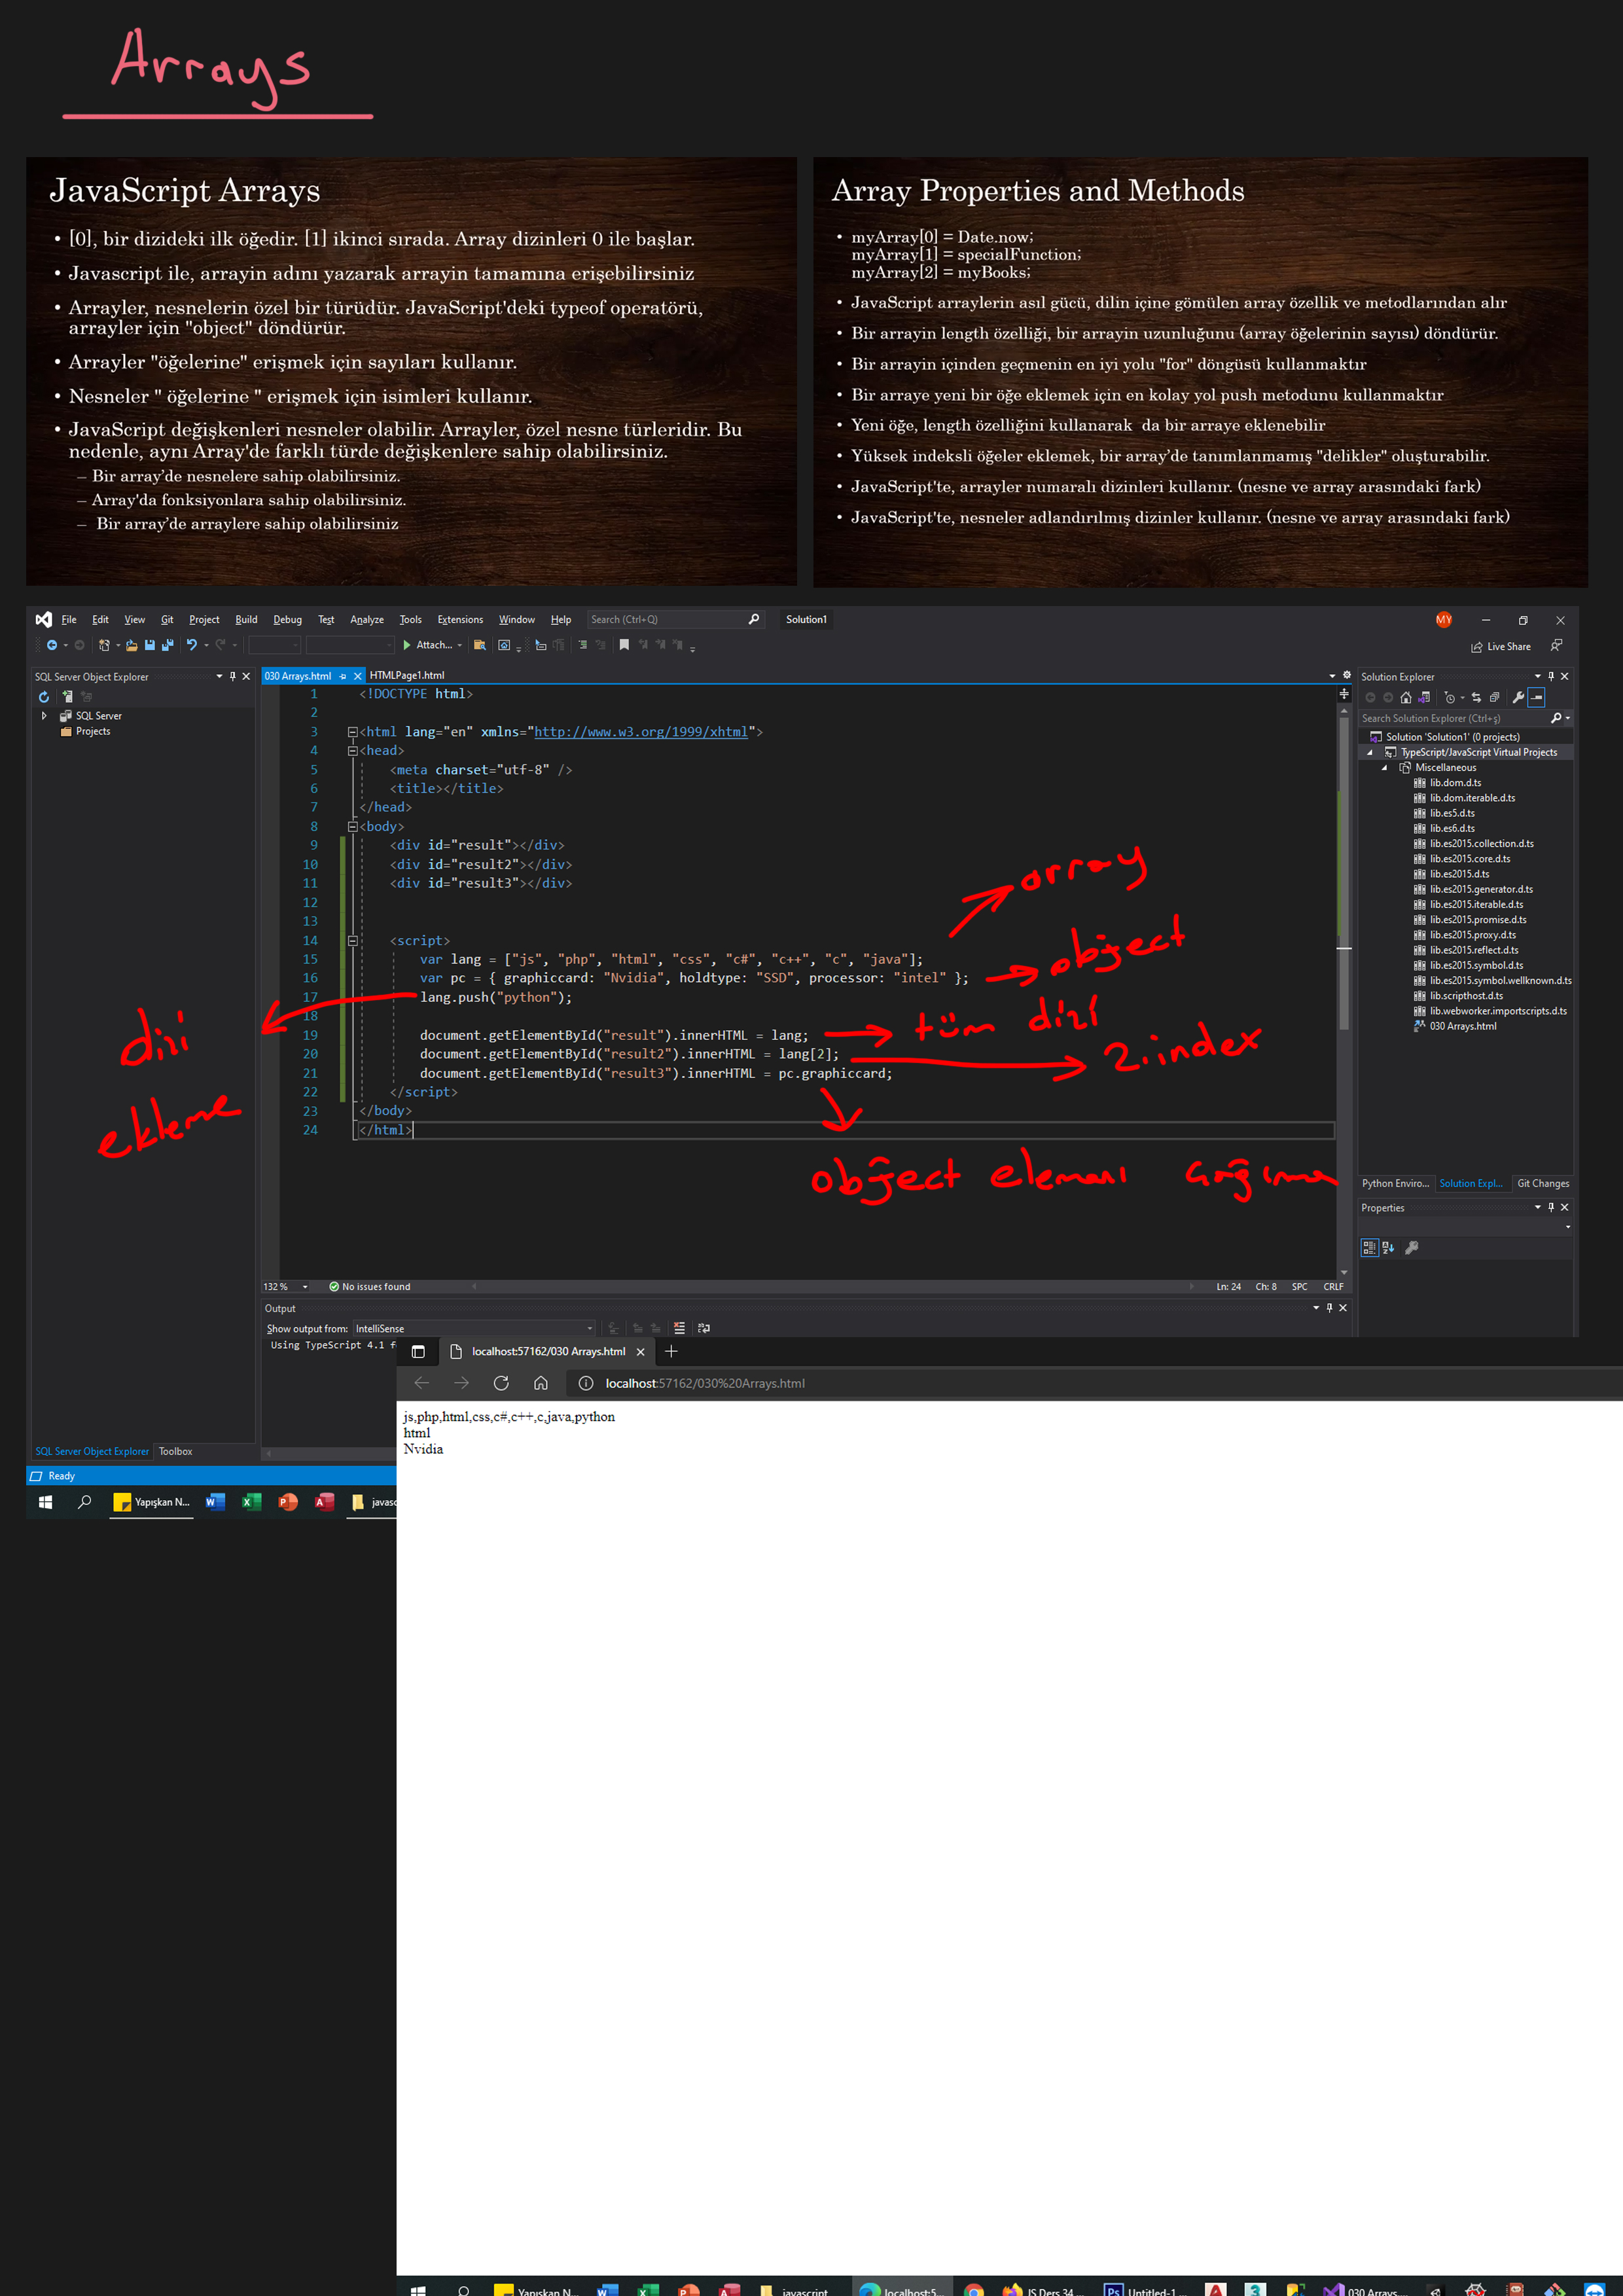 Arrays
JavaScript Arrays
• [0], bir dizideki ilk öğedir. [1] ikinci sırada. Array dizinleri 0 ile başlar.
• Javascript ile, arrayin adını yazarak arrayin tamamına erişebilirsiniz
• Arrayler, nesnelerin özel bir türüdür. JavaScript'deki typeof operatörü,
arrayler için "object" döndürür.
• Arrayler "öğelerine" erişmek için sayıları kullanır.
• Nesneler " öğelerine " erişmek için isimleri kullanır.
• JavaScript değişkenleri nesneler olabilir. Arrayler, özel nesne türleridir. Bu
nedenle, aynı Array'de farklı türde değişkenlere sahip olabilirsiniz.
– Bir array’de nesnelere sahip olabilirsiniz.
– Array'da fonksiyonlara sahip olabilirsiniz.
– Bir array’de arraylere sahip olabilirsiniz
Array Properties and Methods
• myArray[0] = Date.now;
myArray[1] = specialFunction;
myArray[2] = myBooks;
• JavaScript arraylerin asıl gücü, dilin içine gömülen array özellik ve metodlarından alır
• Bir arrayin length özelliği, bir arrayin uzunluğunu (array öğelerinin sayısı) döndürür.
• Bir arrayin içinden geçmenin en iyi yolu "for" döngüsü kullanmaktır
• Bir araye yeni bir öğe eklemek için en kolay yol push metodunu kullanmaktır
• Yeni öğe, length özelliğini kullanarak da bir arraye eklenebilir
• Yüksek indeksli öğeler eklemek, bir array’de tanımlanmamış "delikler" oluşturabilir.
• JavaScript'te, arrayler numaralı dizinleri kullanır. (nesne ve array arasındaki fark)
• JavaScript'te, nesneler adlandırılmış dizinler kullanır. (nesne ve array arasındaki fark)
File Edit View Git Project Build Debug Test Analyze Tools Extensions Window Help Search (Ctrl+Q) Solution1 MY
Attach... Live Share
SQL Server Object Explorer
SQL Server
Projects
030 Arrays.html HTMLPage1.html
1 <!DOCTYPE html>
2
3 <html lang="en" xmlns="http://www.w3.org/1999/xhtml">
4 <head>
5 <meta charset="utf-8" />
6 <title></title>
7 </head>
8 <body>
9 <div id="result"></div>
10 <div id="result2"></div>
11 <div id="result3"></div>
12
13
14 <script>
15 var lang = ["js", "php", "html", "css", "c#", "c++", "c", "java"];
16 var pc = { graphiccard: "Nvidia", holdtype: "SSD", processor: "intel" };
17 lang.push("python");
18
19 document.getElementById("result").innerHTML = lang;
20 document.getElementById("result2").innerHTML = lang[2];
21 document.getElementById("result3").innerHTML = pc.graphiccard;
22 </script>
23 </body>
24 </html>
array
object
tüm dizi
2.index
object elemanı çağırma
dizi
ekleme
Solution Explorer
Search Solution Explorer (Ctrl+ş)
Solution 'Solution1' (0 projects)
TypeScript/JavaScript Virtual Projects
Miscellaneous
lib.dom.d.ts
lib.dom.iterable.d.ts
lib.es5.d.ts
lib.es6.d.ts
lib.es2015.collection.d.ts
lib.es2015.core.d.ts
lib.es2015.d.ts
lib.es2015.generator.d.ts
lib.es2015.iterable.d.ts
lib.es2015.promise.d.ts
lib.es2015.proxy.d.ts
lib.es2015.reflect.d.ts
lib.es2015.symbol.d.ts
lib.es2015.symbol.wellknown.d.ts
lib.scripthost.d.ts
lib.webworker.importscripts.d.ts
030 Arrays.html
Python Enviro... Solution Expl... Git Changes
Properties
132 % No issues found Ln: 24 Ch: 8 SPC CRLF
Output
Show output from: IntelliSense
Using TypeScript 4.1 f
SQL Server Object Explorer Toolbox
Ready
Yapışkan N... javasc
localhost:57162/030 Arrays.html
localhost:57162/030%20Arrays.html
js,php,html,css,c#,c++,c,java,python
html
Nvidia
Yapışkan N... javascript localhost:5... JS Ders 34 ... Untitled-1 ... 030 Arrays...